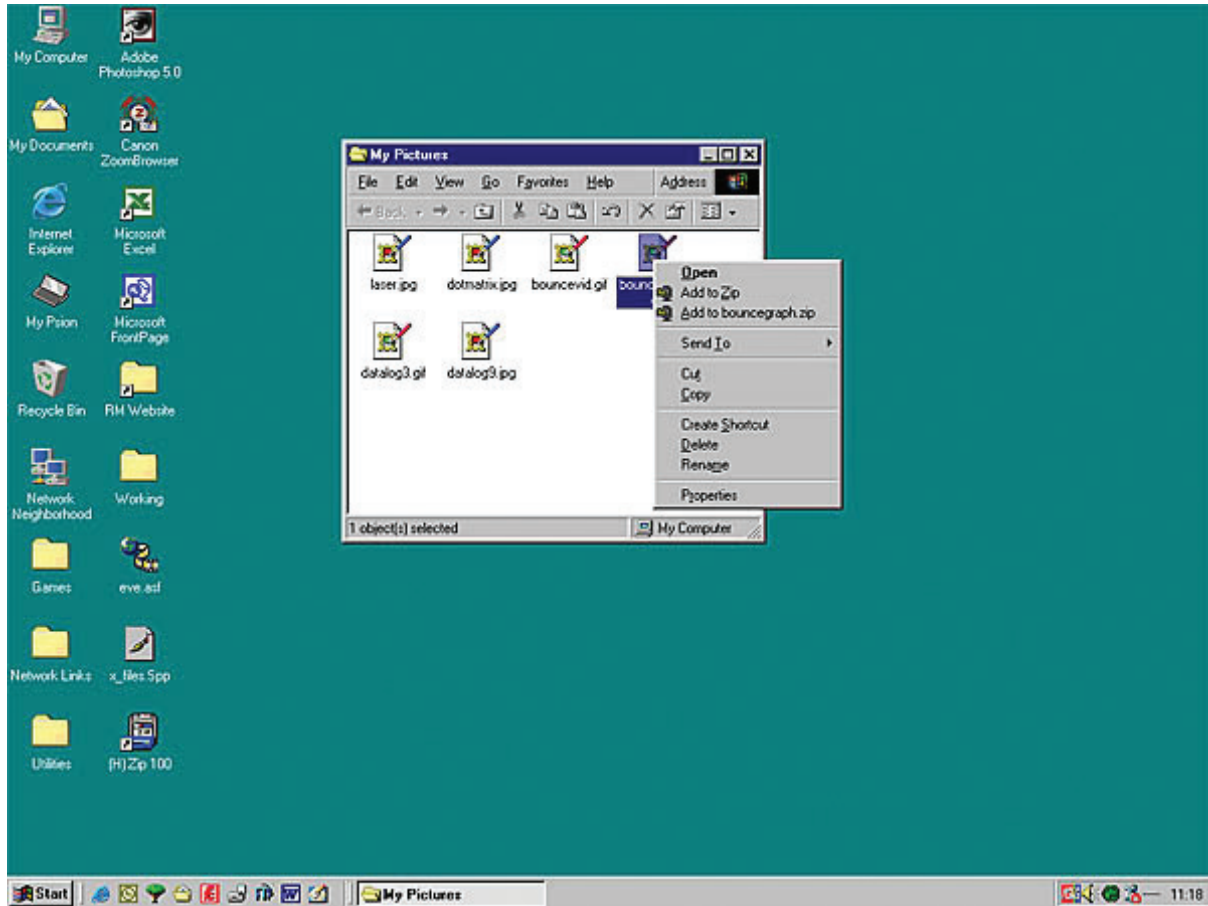 My Computer
Adobe
Photoshop 5.0
My Documents
Canon
ZoomBrowser
Internet
Explorer
Microsoft
Excel
My Psion
Microsoft
FrontPage
Recycle Bin
RM Website
Network
Neighborhood
Working
Games
eve.asf
Network Links
x_files.5pp
Utilities
(H) Zip 100
My Pictures
File Edit View Go Favorites Help Address
Back
laser.jpg dotmatrix.jpg bouncevid.gif
datalog3.gif datalog9.jpg
Open
Add to Zip
Add to bouncegraph.zip
Send To
Cut
Copy
Create Shortcut
Delete
Rename
Properties
1 object(s) selected My Computer
Start My Pictures 11:18